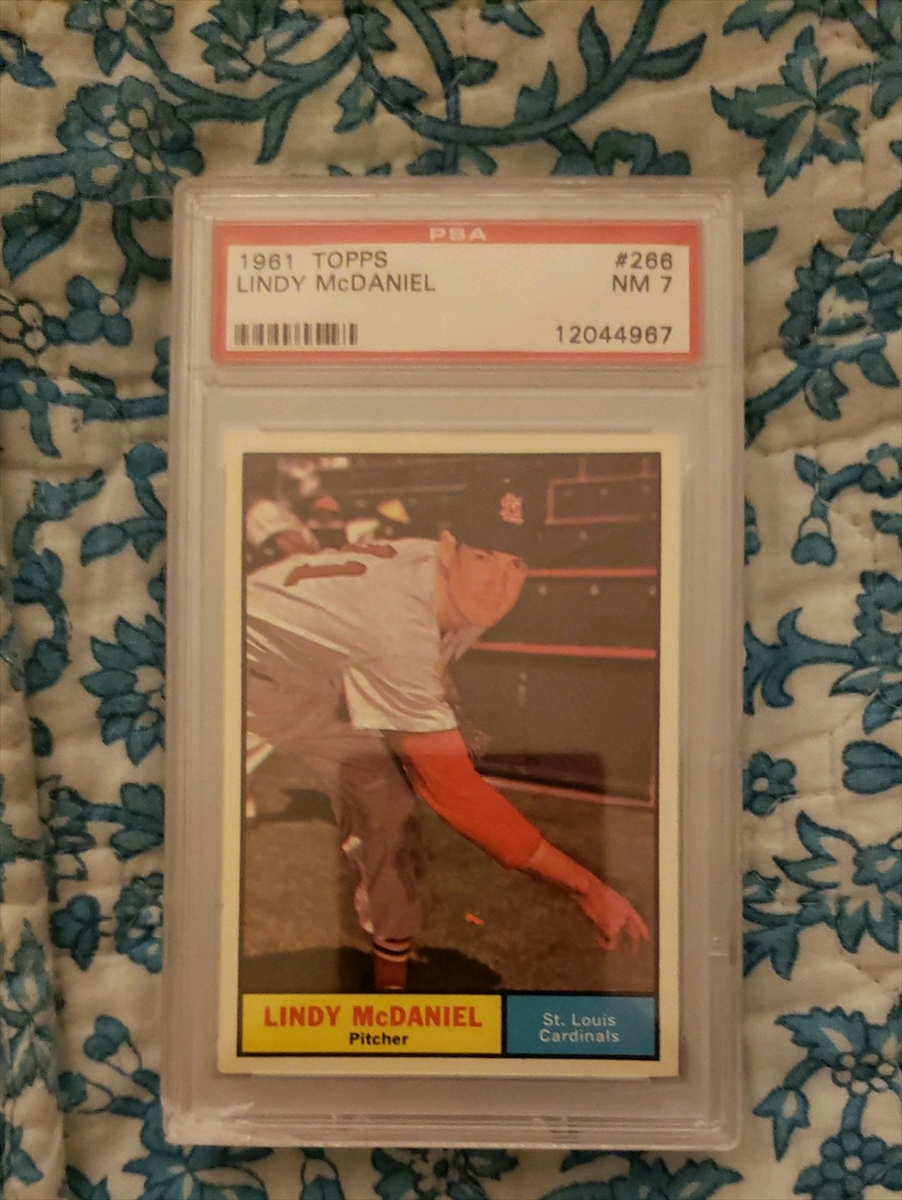 PSA
1961 TOPPS #266
LINDY McDANIEL NM 7
12044967
LINDY McDANIEL
Pitcher
St. Louis
Cardinals